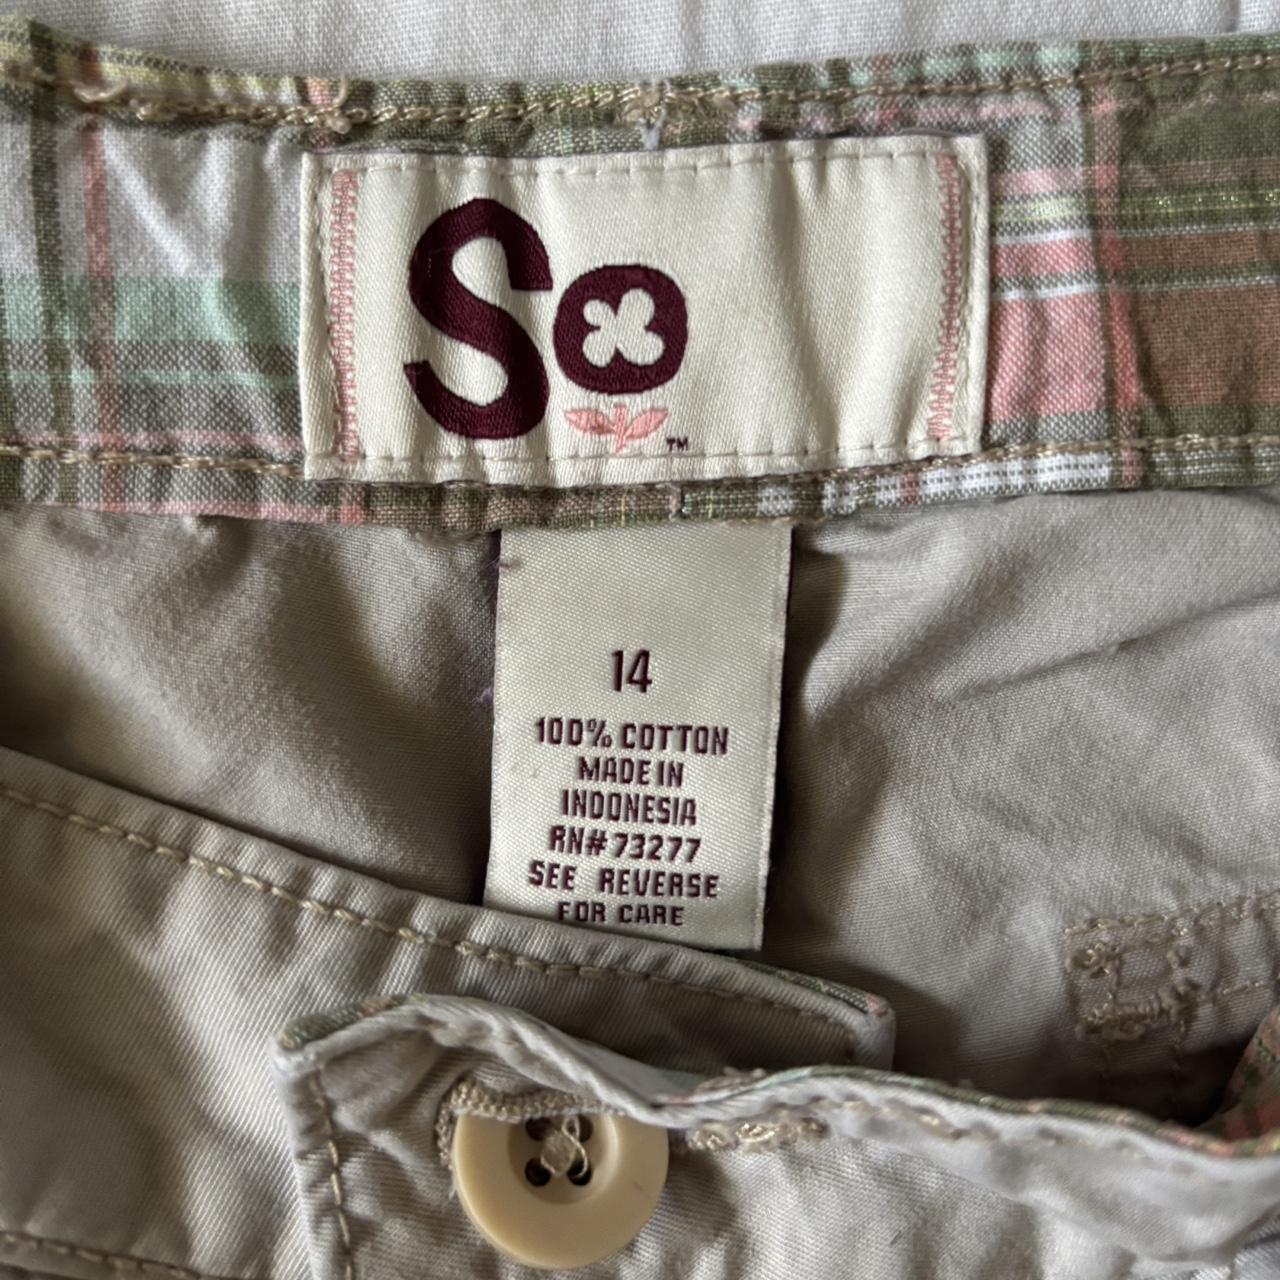 So
™
14
100% COTTON
MADE IN
INDONESIA
RN# 73277
SEE REVERSE
FOR CARE